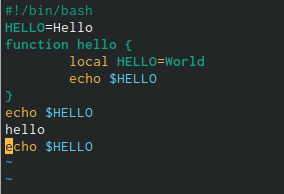 #!/bin/bash
HELLO=Hello
function hello {
        local HELLO=World
        echo $HELLO
}
echo $HELLO
hello
echo $HELLO
~
~